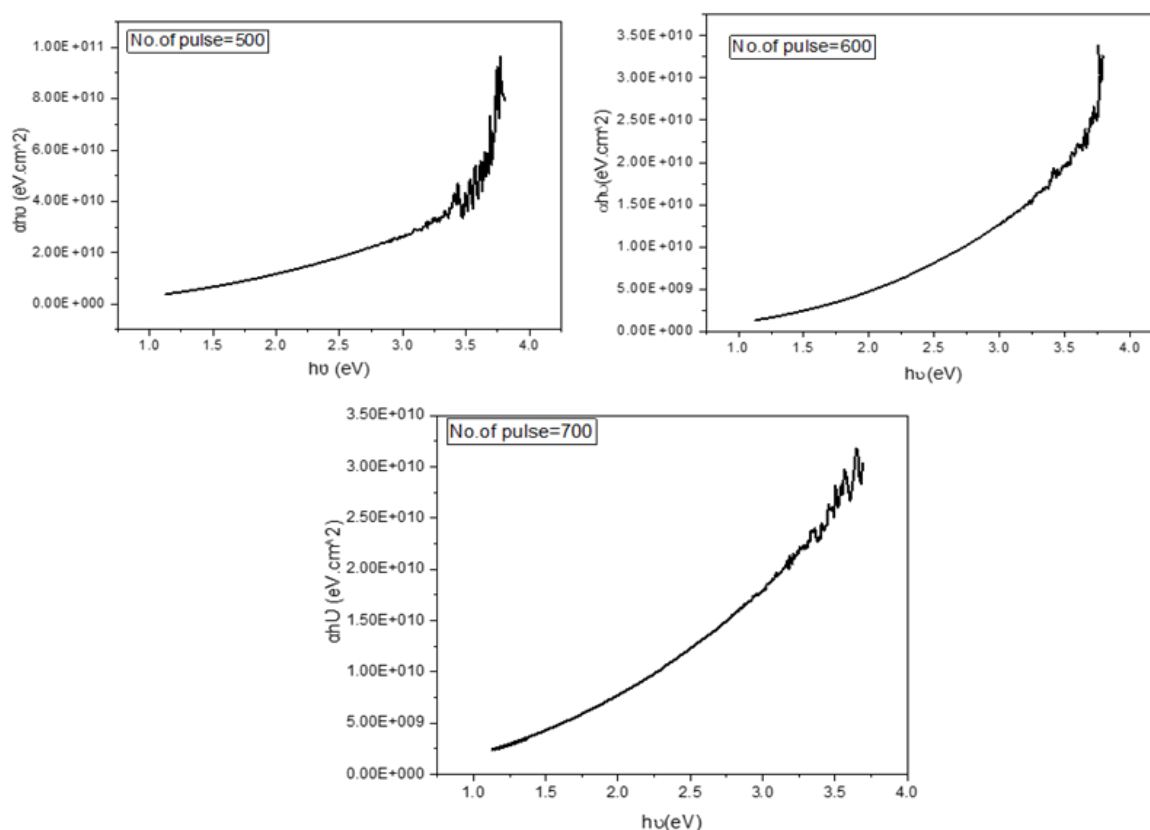 No.of pulse=500
1.00E+011
8.00E+010
6.00E+010
4.00E+010
2.00E+010
0.00E+000
αhυ (eV.cm^2)
1.0 1.5 2.0 2.5 3.0 3.5 4.0
hυ (eV)
No.of pulse=600
3.50E+010
3.00E+010
2.50E+010
2.00E+010
1.50E+010
1.00E+010
5.00E+009
0.00E+000
αhυ(eV.cm^2)
1.0 1.5 2.0 2.5 3.0 3.5 4.0
hυ(eV)
No.of pulse=700
3.50E+010
3.00E+010
2.50E+010
2.00E+010
1.50E+010
1.00E+010
5.00E+009
0.00E+000
αhU (eV.cm^2)
1.0 1.5 2.0 2.5 3.0 3.5 4.0
hυ(eV)